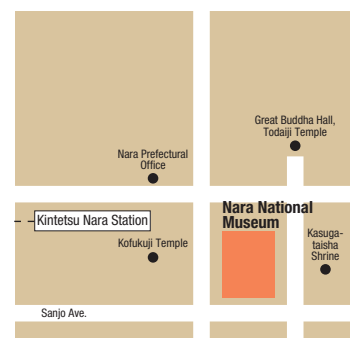 Great Buddha Hall,
Todaiji Temple
Nara Prefectural
Office
Nara National
Museum
Kintetsu Nara Station
Kofukuji Temple
Kasuga-
taisha
Shrine
Sanjo Ave.